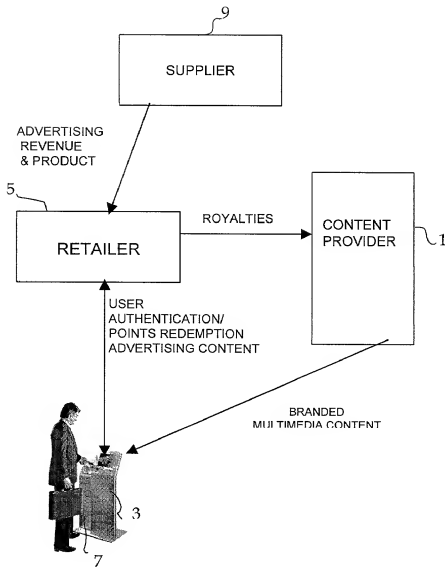 9
SUPPLIER
ADVERTISING
REVENUE
& PRODUCT
5
RETAILER
ROYALTIES
CONTENT
PROVIDER
1
USER
AUTHENTICATION/
POINTS REDEMPTION
ADVERTISING CONTENT
BRANDED
MULTIMEDIA CONTENT
3
7